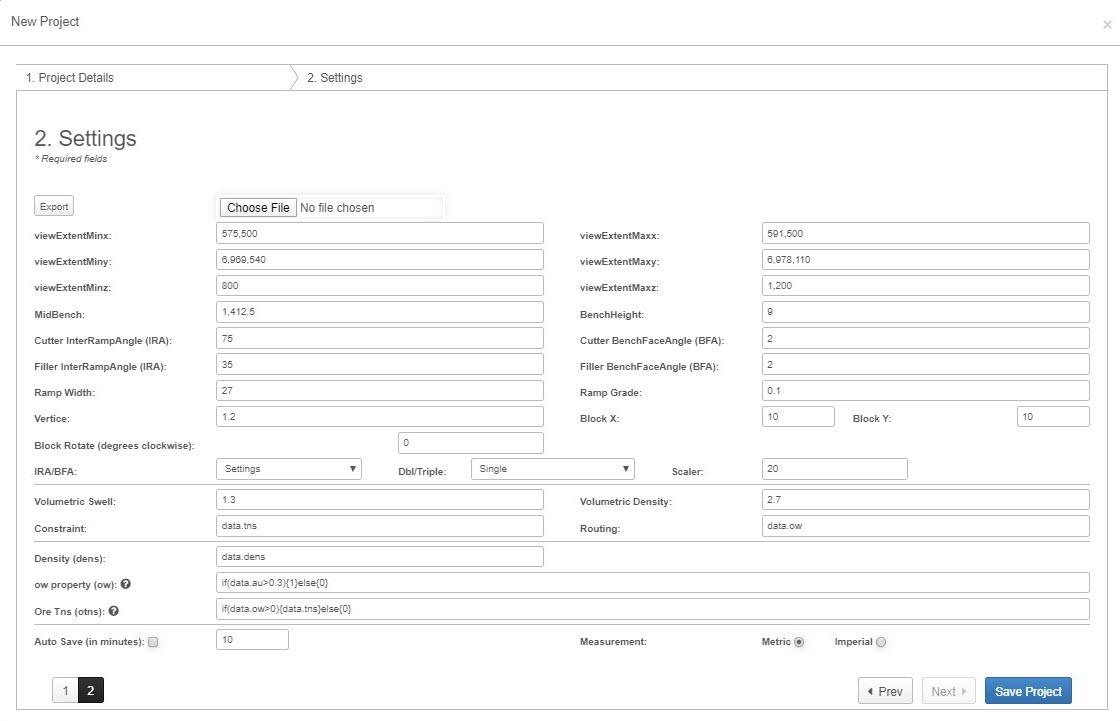 New Project
×
1. Project Details 2. Settings
2. Settings
* Required fields
Export Choose File No file chosen
viewExtentMinx: 575,500 viewExtentMaxx: 591,500
viewExtentMiny: 6,969,540 viewExtentMaxy: 6,978,110
viewExtentMinz: 800 viewExtentMaxz: 1,200
MidBench: 1,412.5 BenchHeight: 9
Cutter InterRampAngle (IRA): 75 Cutter BenchFaceAngle (BFA): 2
Filler InterRampAngle (IRA): 35 Filler BenchFaceAngle (BFA): 2
Ramp Width: 27 Ramp Grade: 0.1
Vertice: 1.2 Block X: 10 Block Y: 10
Block Rotate (degrees clockwise): 0
IRA/BFA: Settings Dbl/Triple: Single Scaler: 20
Volumetric Swell: 1.3 Volumetric Density: 2.7
Constraint: data.tns Routing: data.ow
Density (dens): data.dens
ow property (ow): ? if(data.au>0.3){1}else{0}
Ore Tns (otns): ? if(data.ow>0){data.tns}else{0}
Auto Save (in minutes): 10 Measurement: Metric Imperial
1 2 Prev Next Save Project